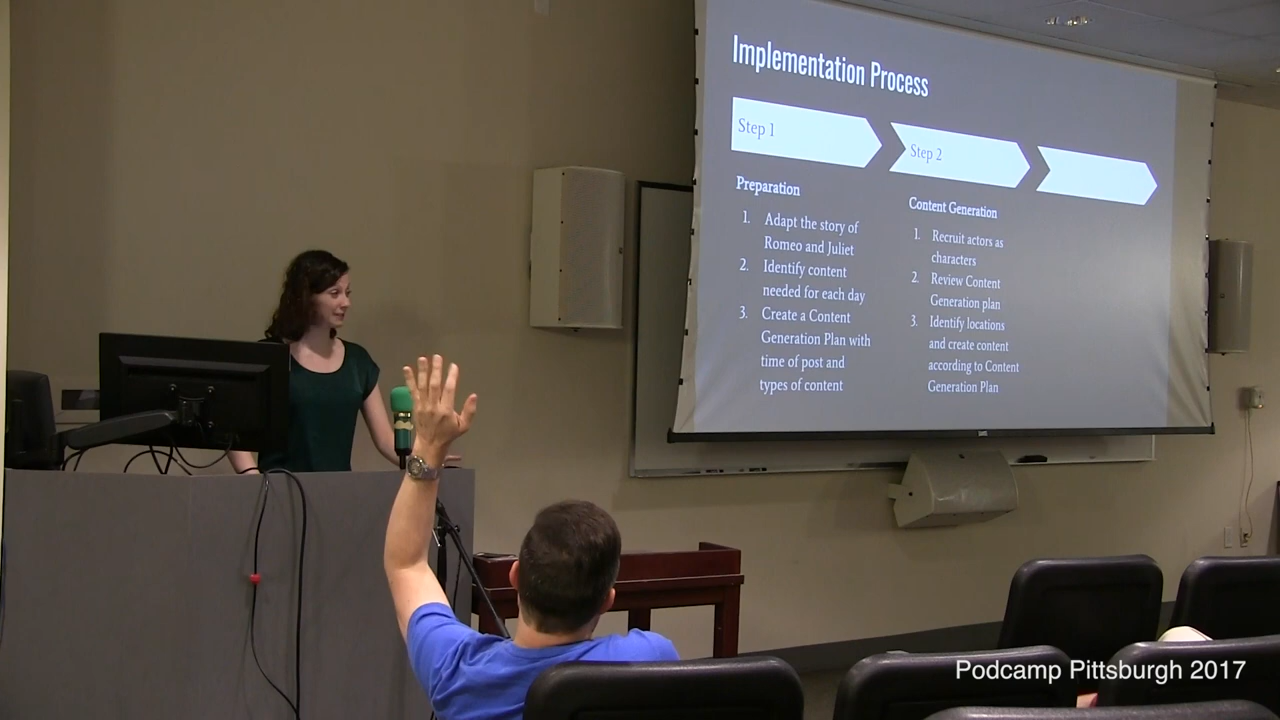 Implementation Process
Step 1
Step 2
Preparation
1. Adapt the story of
Romeo and Juliet
2. Identify content
needed for each day
3. Create a Content
Generation Plan with
time of post and
types of content
Content Generation
1. Recruit actors as
characters
2. Review Content
Generation plan
3. Identify locations
and create content
according to Content
Generation Plan
Podcamp Pittsburgh 2017